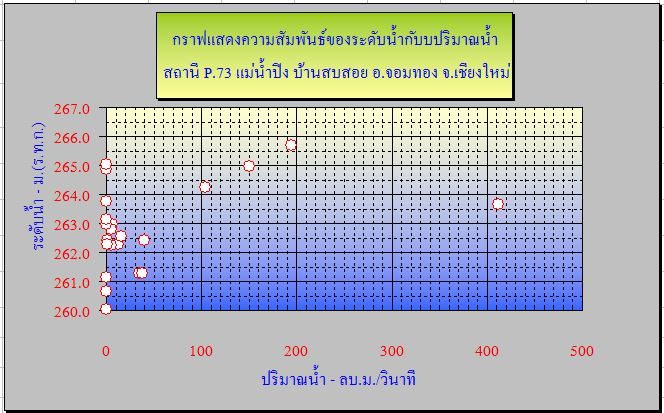 กราฟแสดงความสัมพันธ์ของระดับน้ำกับบปริมาณน้ำ
สถานี P.73 แม่น้ำปิง บ้านสบสอย อ.จอมทอง จ.เชียงใหม่
ระดับน้ำ - ม.(ร.ท.ก.)
267.0
266.0
265.0
264.0
263.0
262.0
261.0
260.0
0 100 200 300 400 500
ปริมาณน้ำ - ลบ.ม./วินาที